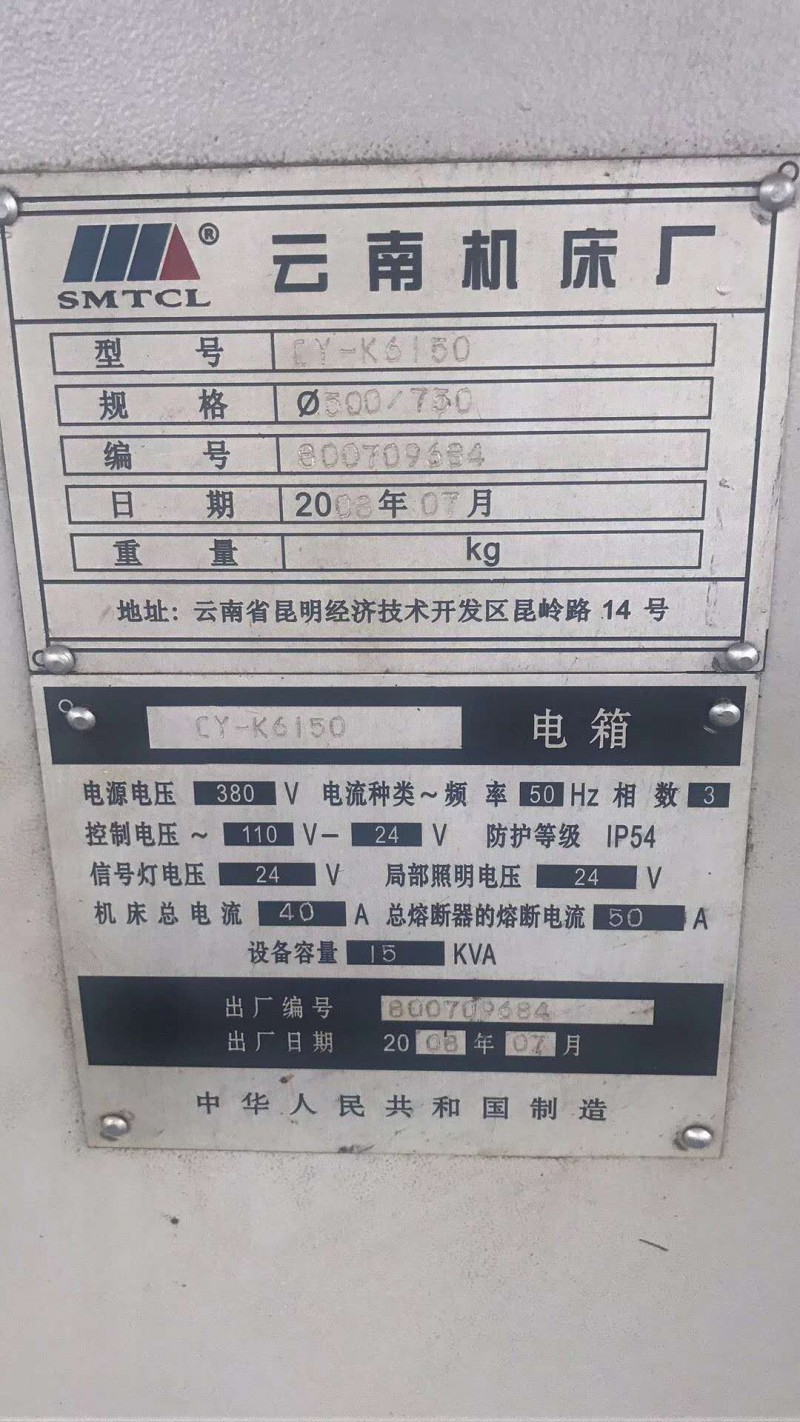 SMTCL® 云南机床厂
型号 CY-K6150
规格 Ø500/750
编号 800709684
日期 2008年07月
重量 kg
地址: 云南省昆明经济技术开发区昆岭路 14 号
CY-K6150 电箱
电源电压 380 V 电流种类~频率 50 Hz 相数 3
控制电压~ 110 V— 24 V 防护等级 IP54
信号灯电压 24 V 局部照明电压 24 V
机床总电流 40 A 总熔断器的熔断电流 50 A
设备容量 15 KVA
出厂编号 800709684
出厂日期 2008年07月
中华人民共和国制造